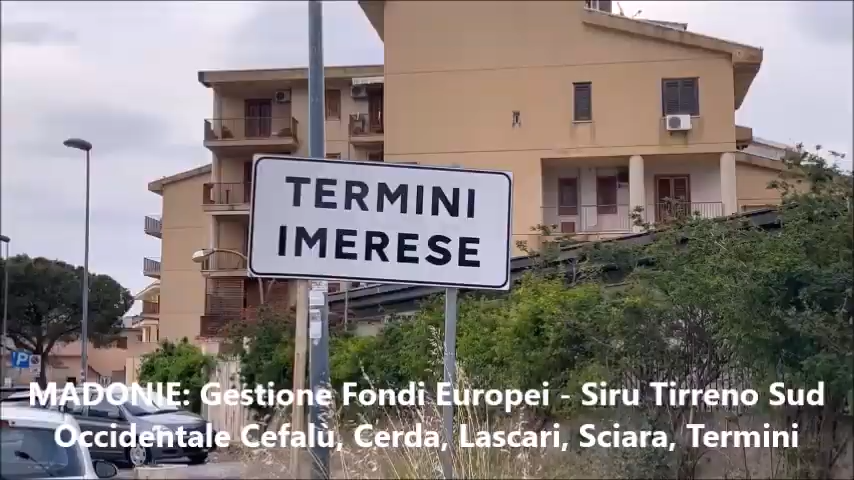 TERMINI
IMERESE
P
MADONIE: Gestione Fondi Europei - Siru Tirreno Sud
Occidentale Cefalù, Cerda, Lascari, Sciara, Termini